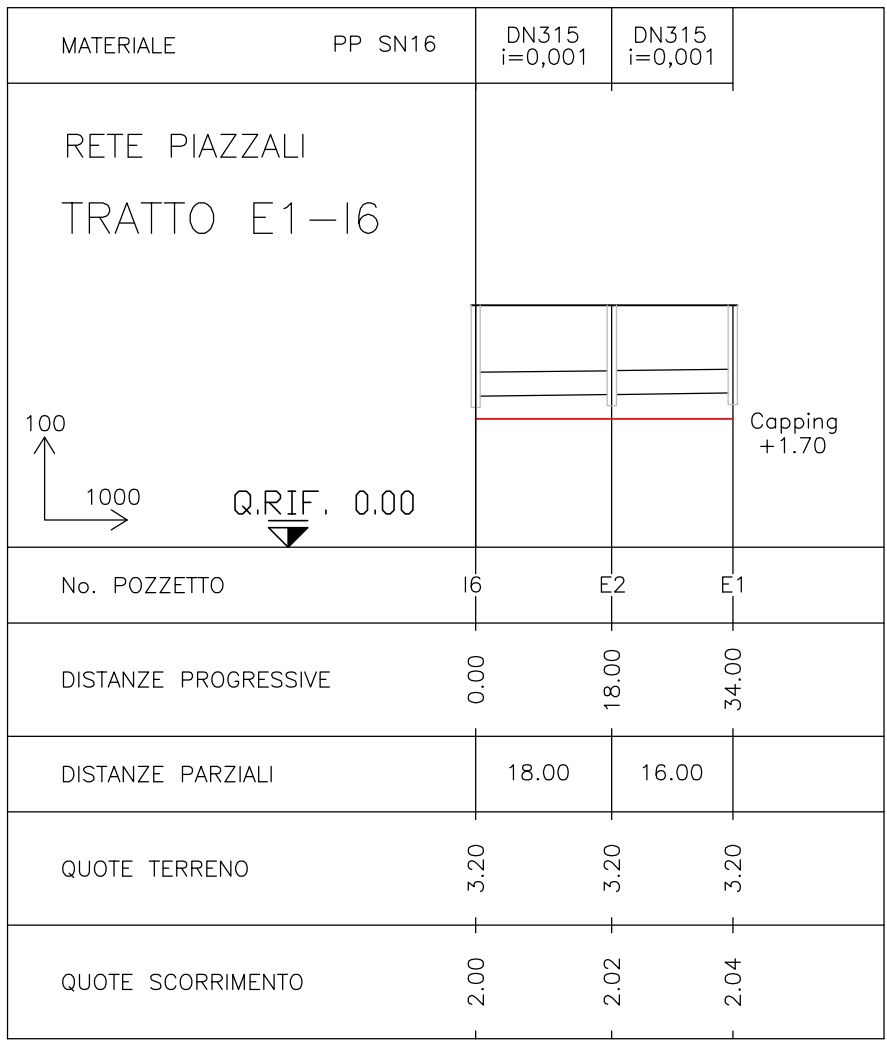 MATERIALE PP SN16 DN315 DN315
i=0,001 i=0,001
RETE PIAZZALI
TRATTO E1-I6
Capping
+1.70
100
1000
Q.RIF. 0.00
No. POZZETTO I6 E2 E1
DISTANZE PROGRESSIVE 0.00 18.00 34.00
DISTANZE PARZIALI 18.00 16.00
QUOTE TERRENO 3.20 3.20 3.20
QUOTE SCORRIMENTO 2.00 2.02 2.04